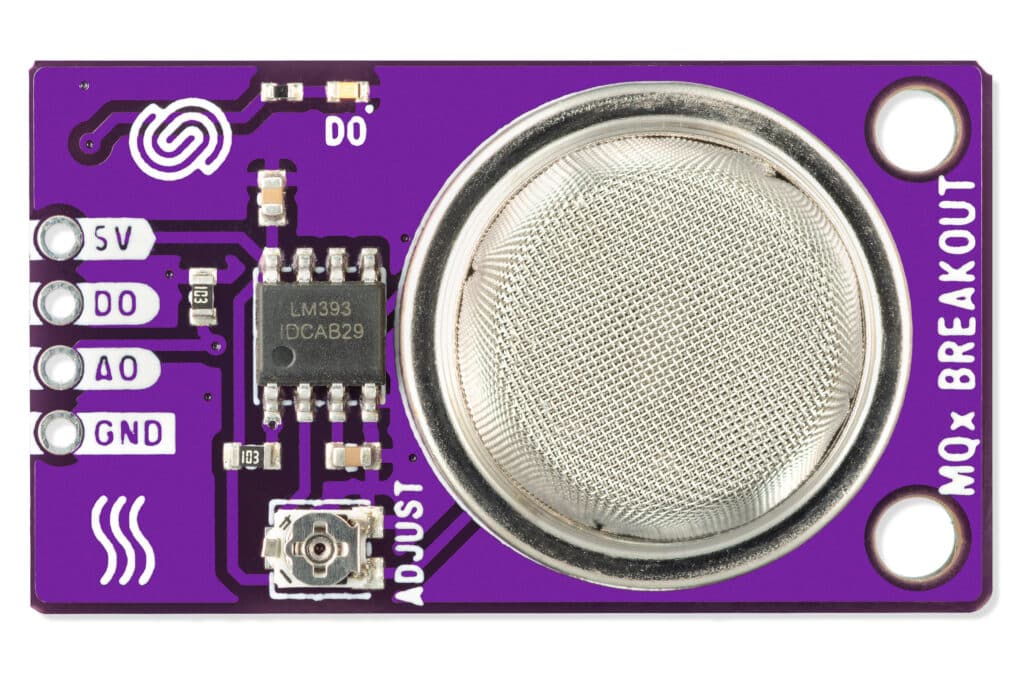 DO
5V
DO
AO
GND
103
LM393
IDCAB29
103
ADJUST
MQx BREAKOUT